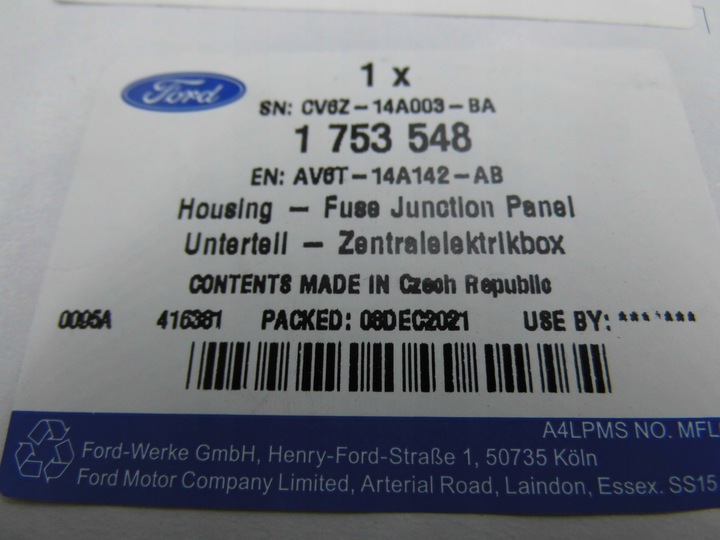 Ford
1 x
SN: CV6Z-14A003-BA
1 753 548
EN: AV6T-14A142-AB
Housing - Fuse Junction Panel
Unterteil - Zentralelektrikbox
CONTENTS MADE IN Czech Republic
0095A 416381 PACKED: 06DEC2021 USE BY: *******
A4LPMS NO. MFL
Ford-Werke GmbH, Henry-Ford-Straße 1, 50735 Köln
Ford Motor Company Limited, Arterial Road, Laindon, Essex. SS15